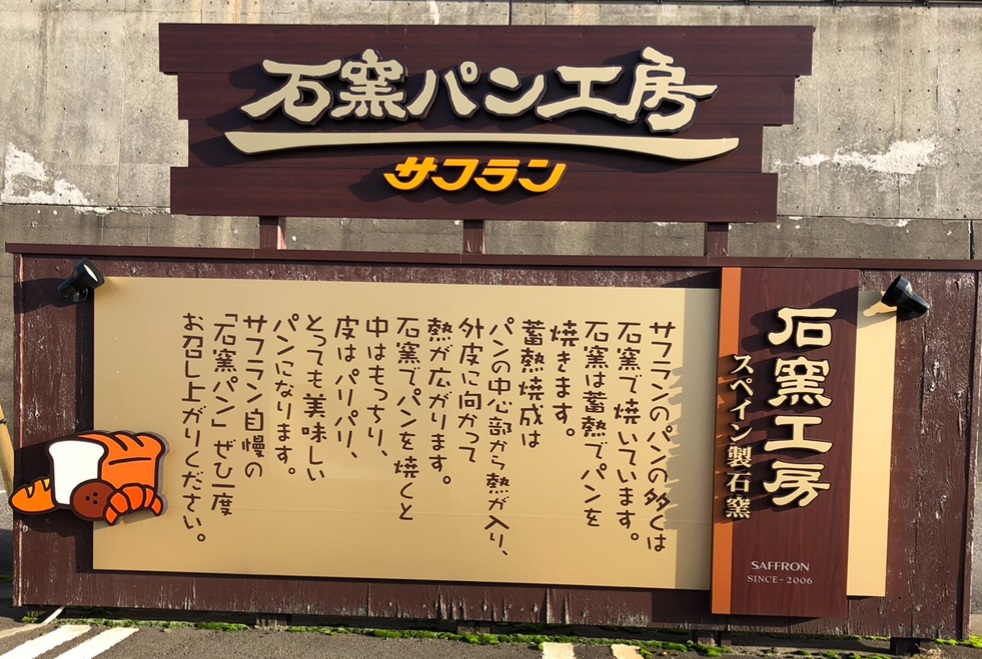 石窯パン工房
サフラン
石窯工房
スペイン製石窯
SAFFRON
SINCE-2006
サフランのパンの多くは
石窯で焼いています。
石窯は蓄熱でパンを
焼きます。
蓄熱焼成は
パンの中心部から熱が入り、
外皮に向かって
熱が広がります。
石窯でパンを焼くと
中はもっちり、
皮はパリパリ、
とっても美味しい
パンになります。
サフラン自慢の
「石窯パン」ぜひ一度
お召し上がりください。